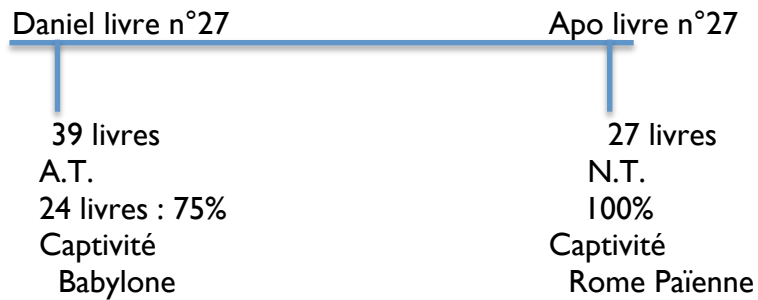 Daniel livre n°27 Apo livre n°27
39 livres 27 livres
A.T. N.T.
24 livres : 75% 100%
Captivité Captivité
Babylone Rome Païenne